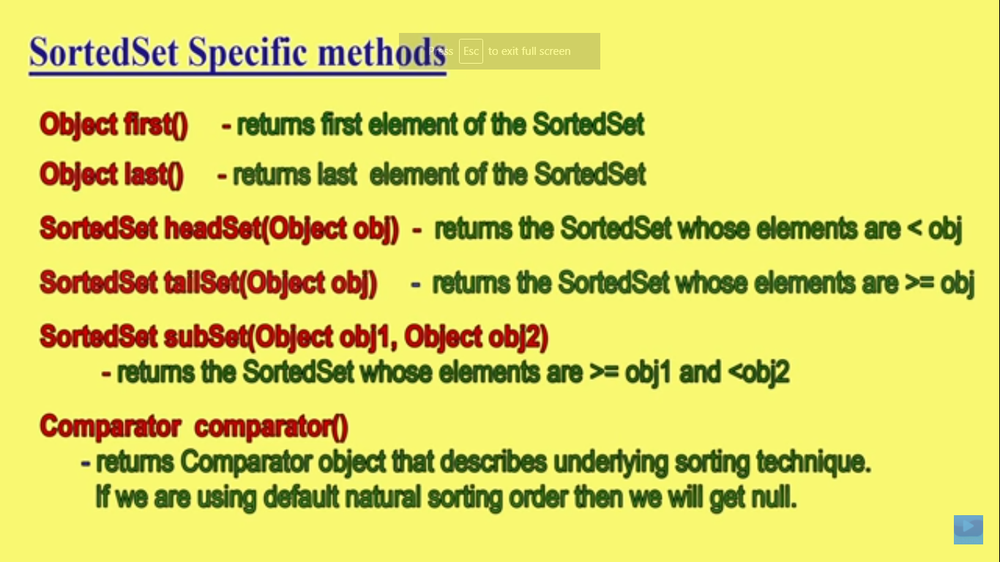 SortedSet Specific methods
Press Esc to exit full screen
Object first() - returns first element of the SortedSet
Object last() - returns last element of the SortedSet
SortedSet headSet(Object obj) - returns the SortedSet whose elements are < obj
SortedSet tailSet(Object obj) - returns the SortedSet whose elements are >= obj
SortedSet subSet(Object obj1, Object obj2)
- returns the SortedSet whose elements are >= obj1 and <obj2
Comparator comparator()
- returns Comparator object that describes underlying sorting technique.
If we are using default natural sorting order then we will get null.